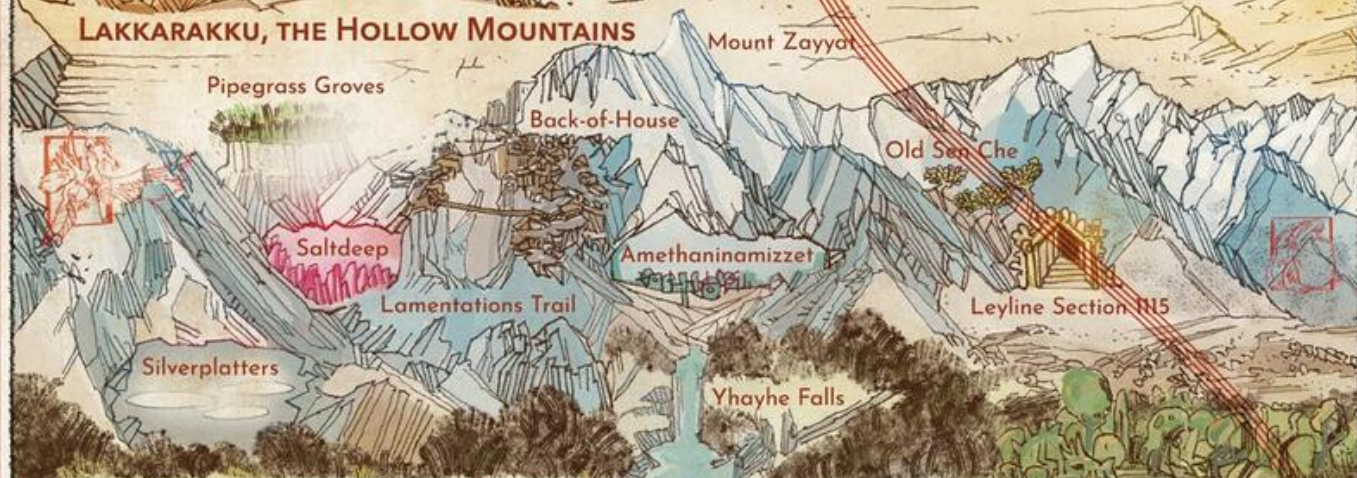 LAKKARAKKU, THE HOLLOW MOUNTAINS
Mount Zayyat
Pipegrass Groves
Back-of-House
Old Sen Che
Saltdeep
Amethaninamizzet
Lamentations Trail
Leyline Section 1115
Silverplatters
Yhayhe Falls